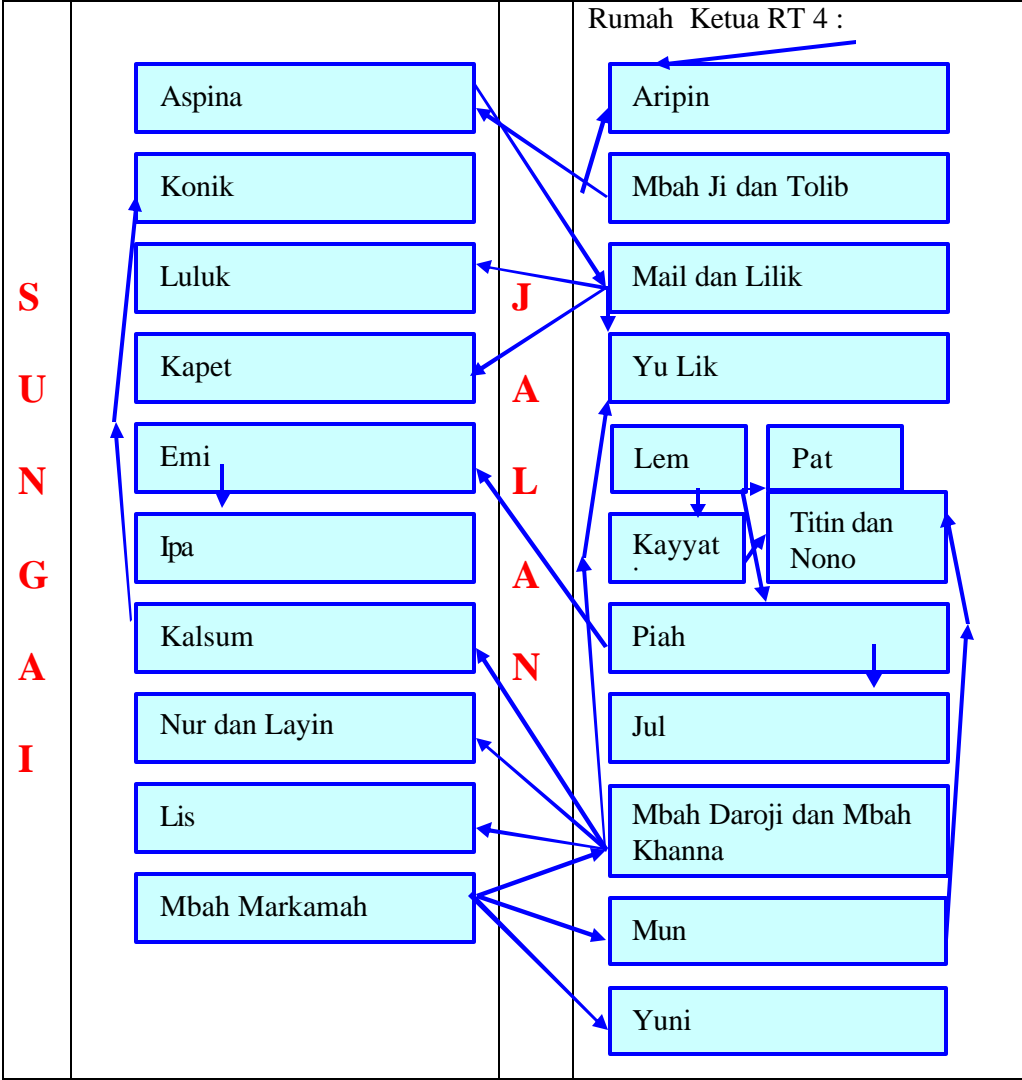 Rumah Ketua RT 4 :
S
U
N
G
A
I
Aspina
Konik
Luluk
Kapet
Emi
Ipa
Kalsum
Nur dan Layin
Lis
Mbah Markamah
J
A
L
A
N
Aripin
Mbah Ji dan Tolib
Mail dan Lilik
Yu Lik
Lem
Pat
Kayyat
Titin dan
Nono
Piah
Jul
Mbah Daroji dan Mbah
Khanna
Mun
Yuni